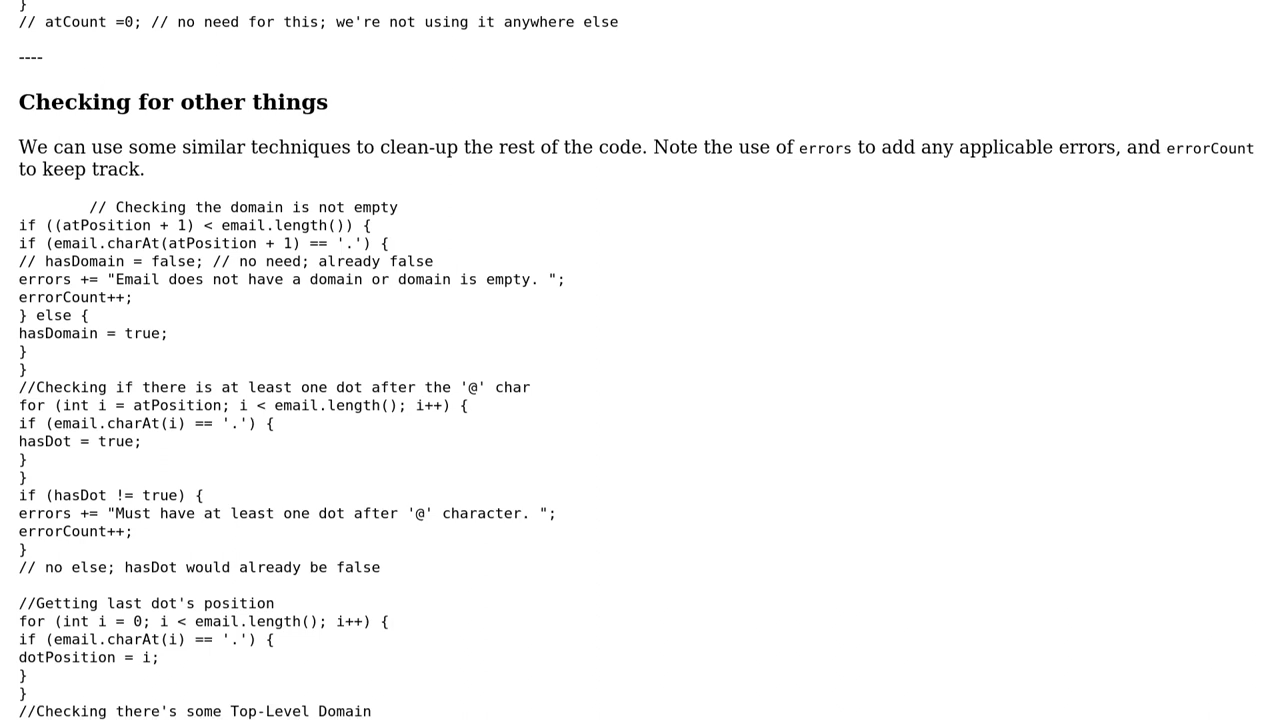 }
// atCount =0; // no need for this; we're not using it anywhere else
----
Checking for other things
We can use some similar techniques to clean-up the rest of the code. Note the use of errors to add any applicable errors, and errorCount
to keep track.
// Checking the domain is not empty
if ((atPosition + 1) < email.length()) {
if (email.charAt(atPosition + 1) == '.') {
// hasDomain = false; // no need; already false
errors += "Email does not have a domain or domain is empty. ";
errorCount++;
} else {
hasDomain = true;
}
}
//Checking if there is at least one dot after the '@' char
for (int i = atPosition; i < email.length(); i++) {
if (email.charAt(i) == '.') {
hasDot = true;
}
}
if (hasDot != true) {
errors += "Must have at least one dot after '@' character. ";
errorCount++;
}
// no else; hasDot would already be false
//Getting last dot's position
for (int i = 0; i < email.length(); i++) {
if (email.charAt(i) == '.') {
dotPosition = i;
}
}
//Checking there's some Top-Level Domain